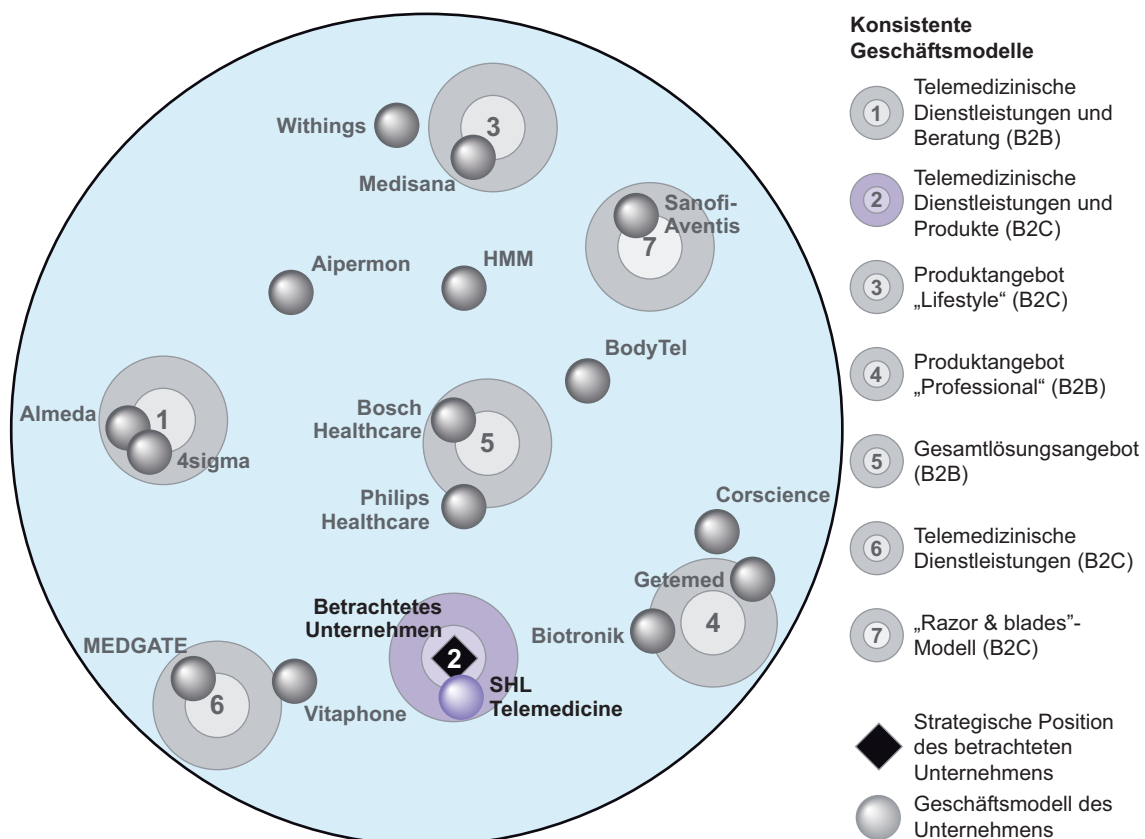 Withings
3
Medisana
Sanofi-
Aventis
7
Aipermon
HMM
BodyTel
Almeda
1
4sigma
Bosch
Healthcare
5
Philips
Healthcare
Corscience
Getemed
4
Biotronik
Betrachtetes
Unternehmen
2
SHL
Telemedicine
MEDGATE
6
Vitaphone
Konsistente
Geschäftsmodelle
1
Telemedizinische
Dienstleistungen und
Beratung (B2B)
2
Telemedizinische
Dienstleistungen und
Produkte (B2C)
3
Produktangebot
„Lifestyle“ (B2C)
4
Produktangebot
„Professional“ (B2B)
5
Gesamtlösungsangebot
(B2B)
6
Telemedizinische
Dienstleistungen (B2C)
7
„Razor & blades”-
Modell (B2C)
Strategische Position
des betrachteten
Unternehmens
Geschäftsmodell des
Unternehmens